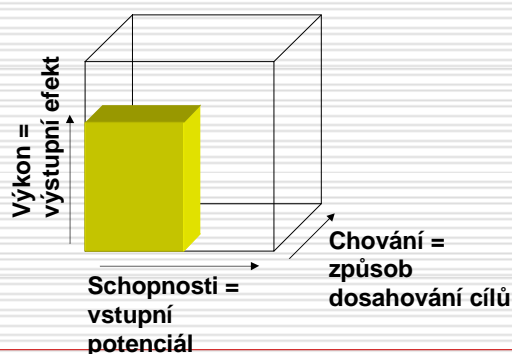 Výkon =
výstupní efekt
Chování =
způsob
dosahování cílů
Schopnosti =
vstupní
potenciál